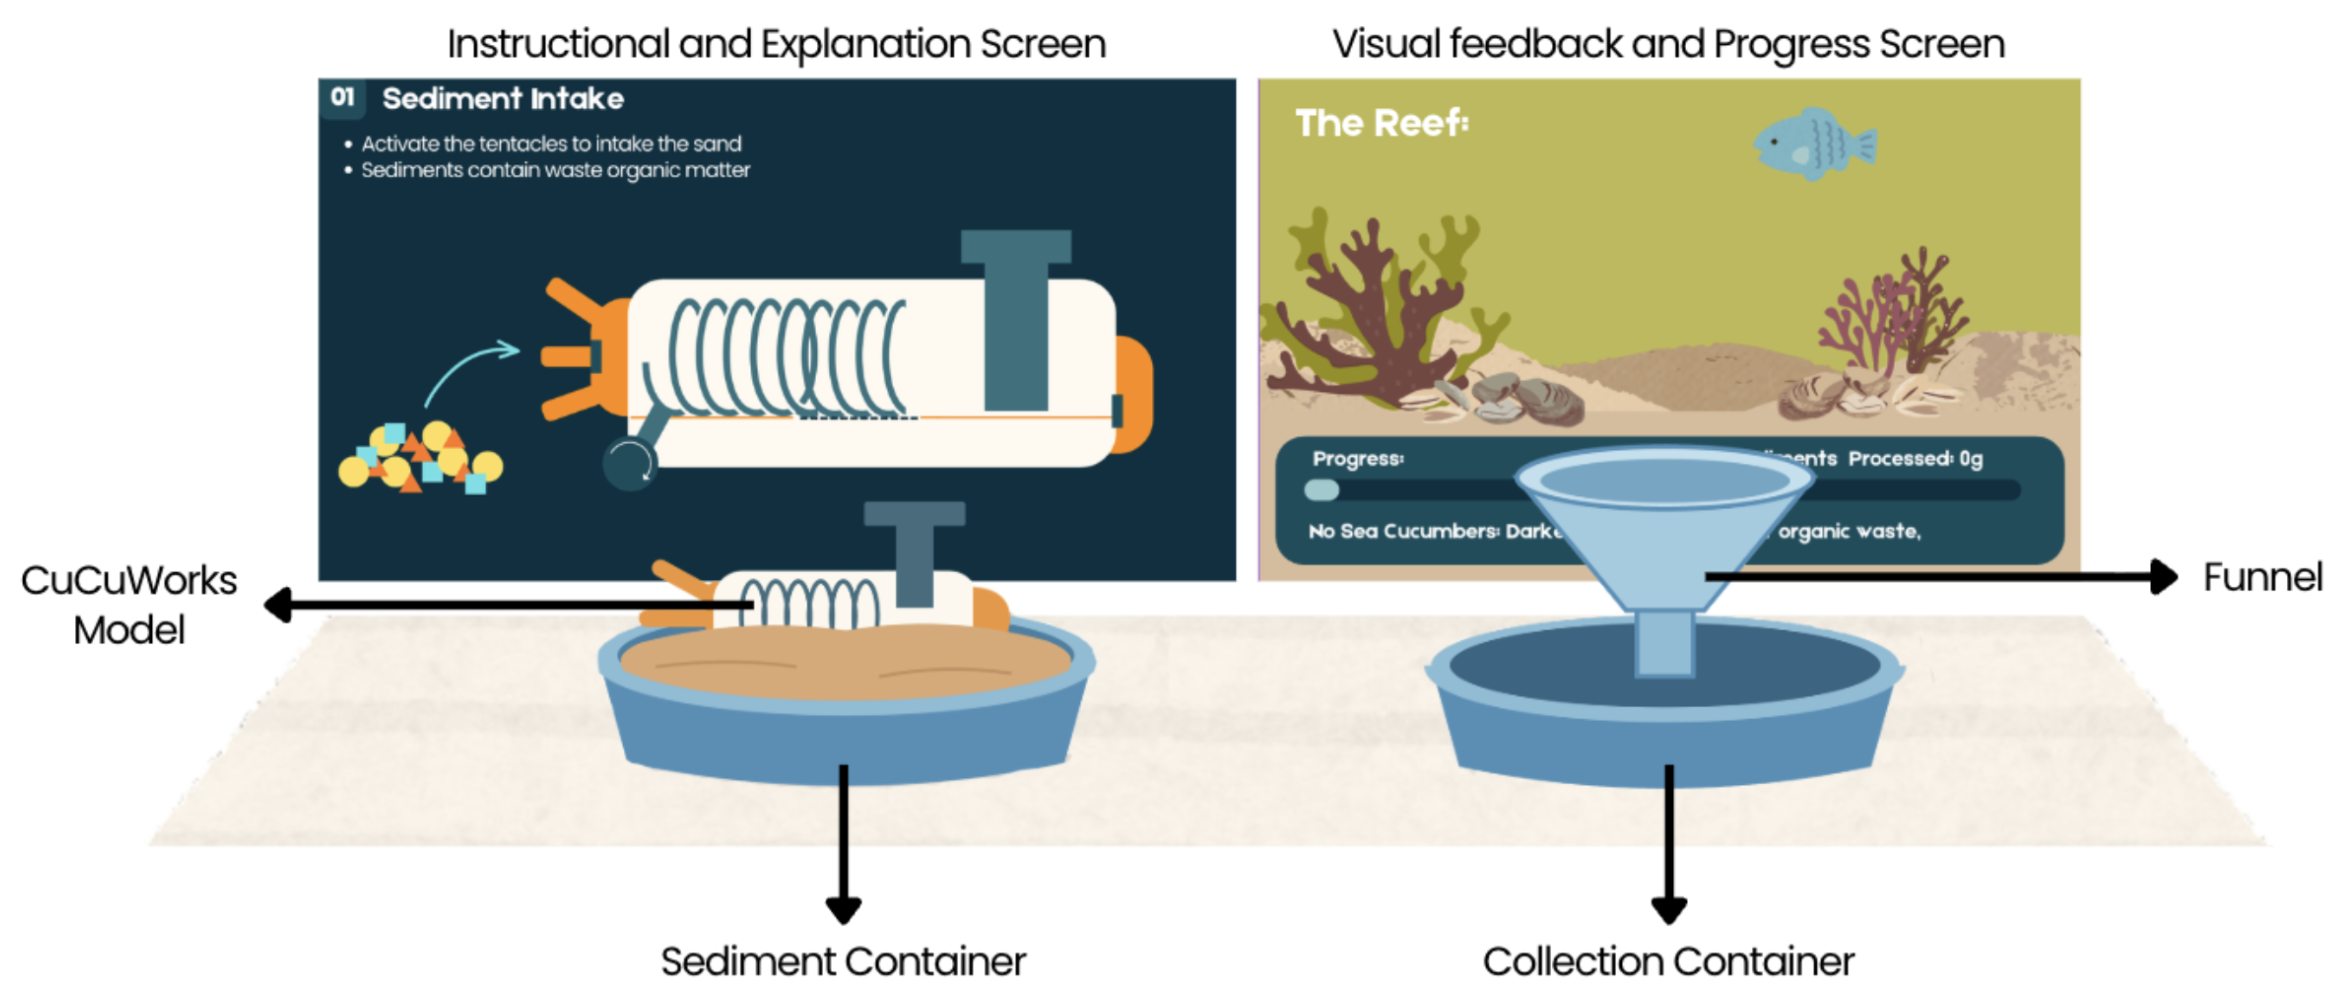 Instructional and Explanation Screen
Visual feedback and Progress Screen
01 Sediment Intake
• Activate the tentacles to intake the sand
• Sediments contain waste organic matter
The Reef:
Progress:
Processed: 0g
No Sea Cucumbers:
organic waste,
CuCuWorks
Model
Funnel
Sediment Container
Collection Container